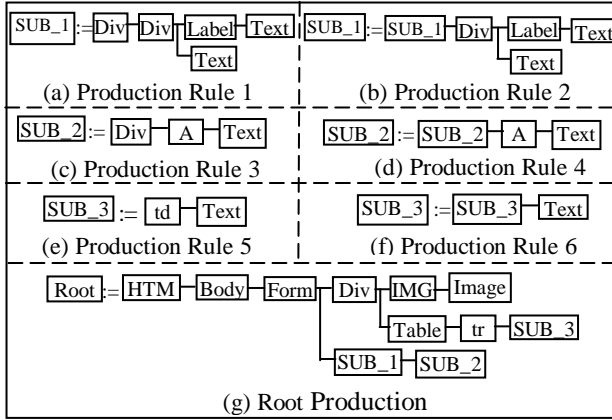 SUB_1 := Div Div Label Text
Text
(a) Production Rule 1
SUB_1 := SUB_1 Div Label Text
Text
(b) Production Rule 2
SUB_2 := Div A Text
(c) Production Rule 3
SUB_2 := SUB_2 A Text
(d) Production Rule 4
SUB_3 := td Text
(e) Production Rule 5
SUB_3 := SUB_3 Text
(f) Production Rule 6
Root := HTM Body Form Div IMG Image
Table tr SUB_3
SUB_1 SUB_2
(g) Root Production